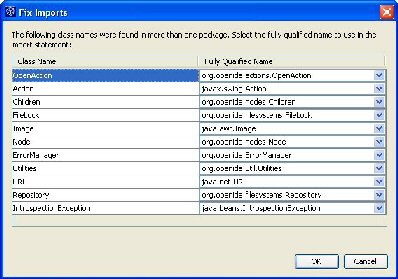 Fix Imports
The following class names were found in more than one package. Select the fully qualified name to use in the
import statement:
Class Name Fully Qualified Name
OpenAction org.openide.actions.OpenAction
Action javax.swing.Action
Children org.openide.nodes.Children
FileLock org.openide.filesystems.FileLock
Image java.awt.Image
Node org.openide.nodes.Node
ErrorManager org.openide.ErrorManager
Utilities org.openide.util.Utilities
URL java.net.URL
Repository org.openide.filesystems.Repository
IntrospectionException java.beans.IntrospectionException
OK Cancel